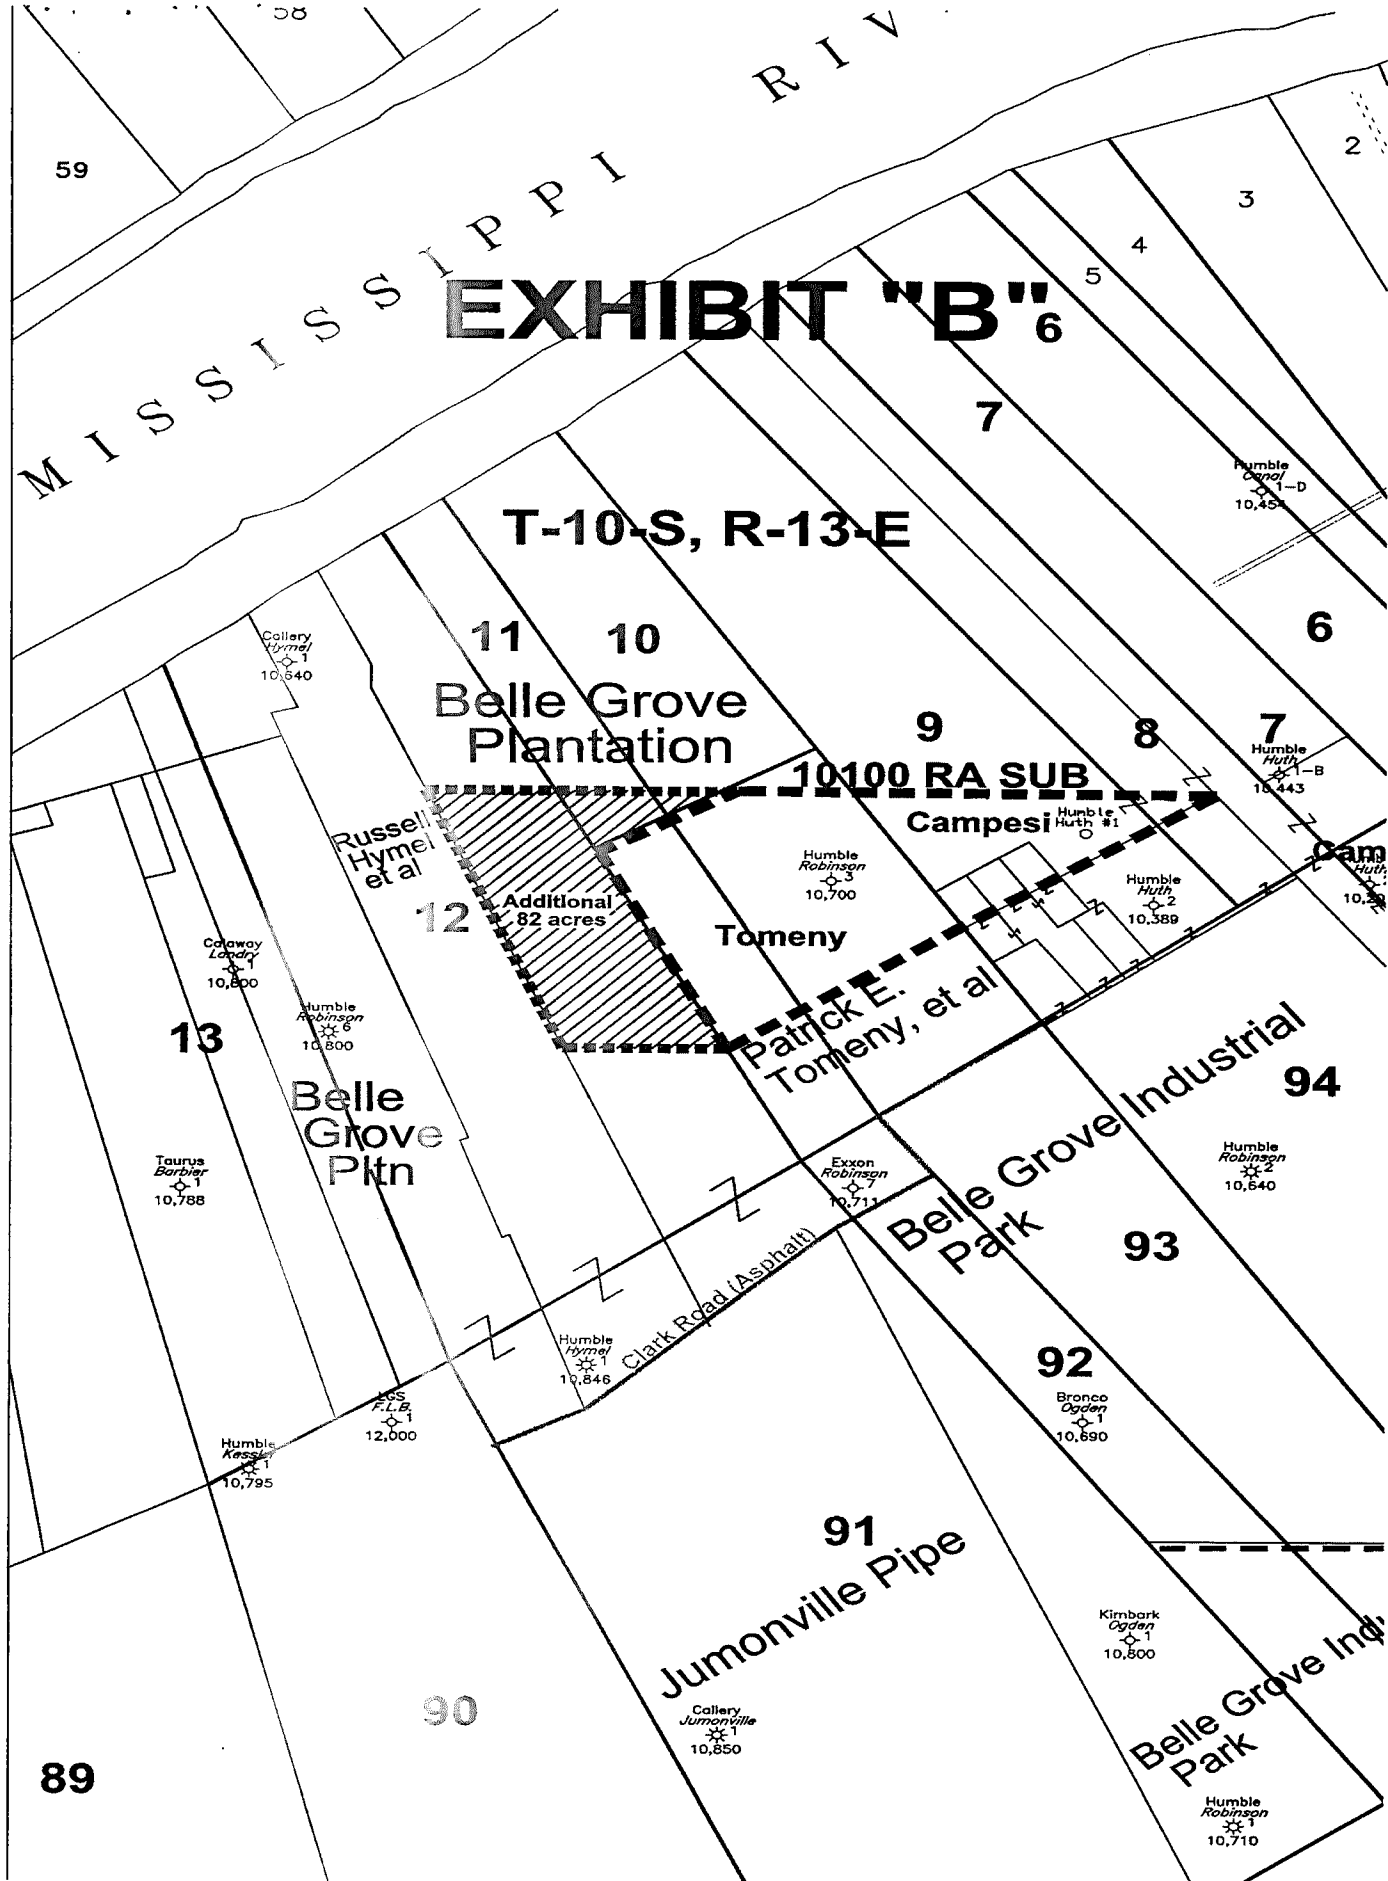 58
MISSISSIPPI RIV
59
2
3
4
5
EXHIBIT "B"
6
7
Humble
Canal
1-D
10,454
T-10-S, R-13-E
6
11
10
Callery
Hymel
1
10,640
Belle Grove
Plantation
9
8
7
Humble
Huth
1-B
10,443
10100 RA SUB
Campesi
Humble
Huth #1
Russell
Hymel
et al
12
Additional
82 acres
Humble
Robinson
3
10,700
Tomeny
Humble
Huth
2
10,389
Cam
Huth
Calaway
Landry
1
10,800
13
Humble
Robinson
6
10,800
Patrick E.
Tomeny, et al
Belle
Grove
Pltn
Belle Grove Industrial
Park
94
Taurus
Barbier
1
10,788
Exxon
Robinson
7
10,711
Humble
Robinson
2
10,640
93
Clark Road (Asphalt)
Humble
Hymel
1
10,846
92
LGS
F.L.B.
1
12,000
Bronco
Ogden
1
10,690
Humble
Kessler
1
10,795
91
Jumonville Pipe
Kimbark
Ogden
1
10,800
Belle Grove Ind
Park
90
Callery
Jumonville
1
10,850
89
Humble
Robinson
1
10,710